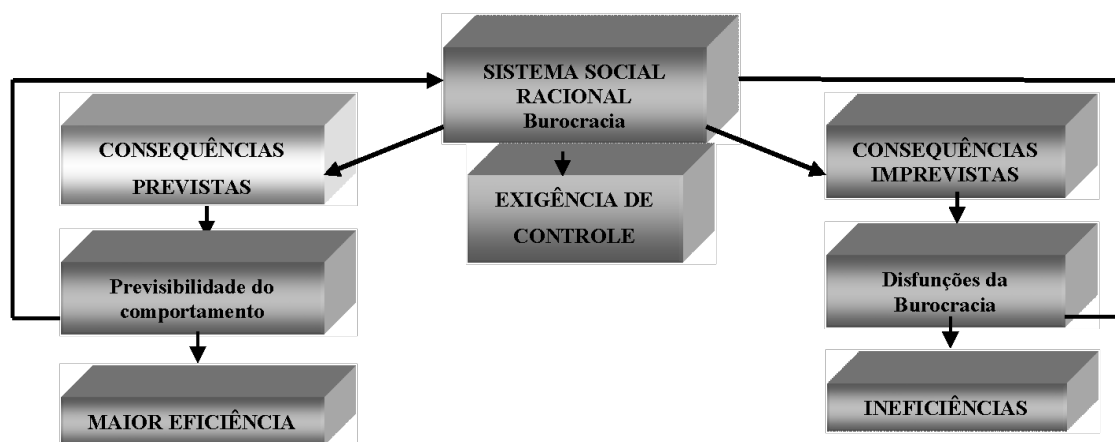 SISTEMA SOCIAL
RACIONAL
Burocracia
CONSEQUÊNCIAS
PREVISTAS
EXIGÊNCIA DE
CONTROLE
CONSEQUÊNCIAS
IMPREVISTAS
Previsibilidade do
comportamento
Disfunções da
Burocracia
MAIOR EFICIÊNCIA
INEFICIÊNCIAS